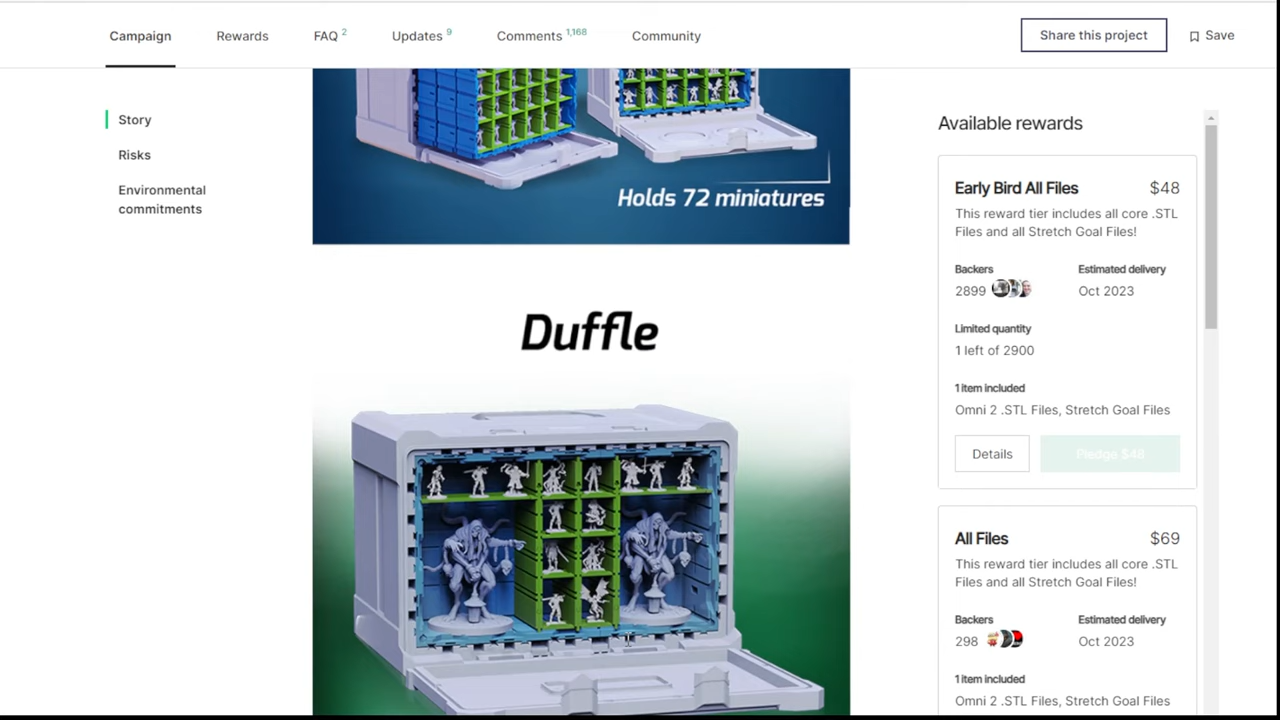 Campaign
Rewards
FAQ 2
Updates 9
Comments 1,168
Community
Share this project
Save
Story
Risks
Environmental
commitments
Holds 72 miniatures
Duffle
Available rewards
Early Bird All Files $48
This reward tier includes all core .STL
Files and all Stretch Goal Files!
Backers Estimated delivery
2899 Oct 2023
Limited quantity
1 left of 2900
1 item included
Omni 2 .STL Files, Stretch Goal Files
Details Pledge $48
All Files $69
This reward tier includes all core .STL
Files and all Stretch Goal Files!
Backers Estimated delivery
298 Oct 2023
1 item included
Omni 2 .STL Files, Stretch Goal Files